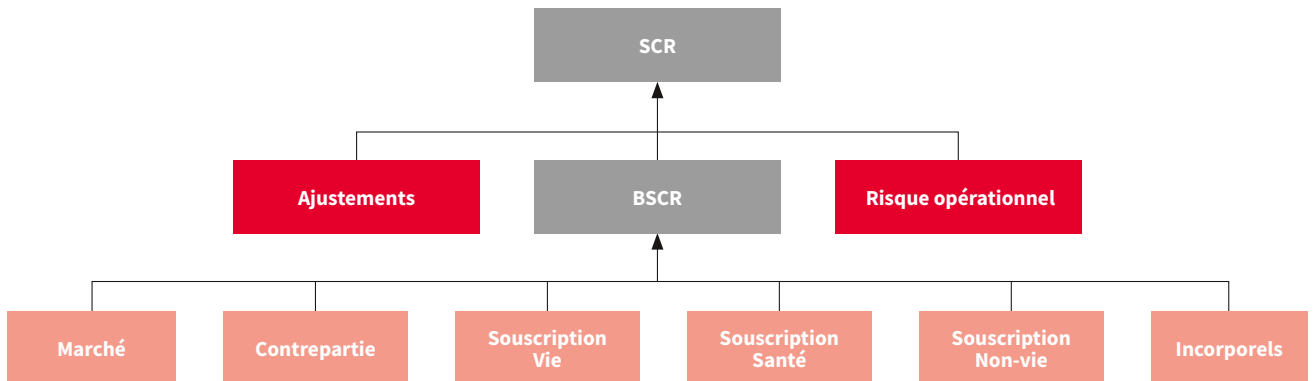 SCR
Ajustements
BSCR
Risque opérationnel
Marché
Contrepartie
Souscription
Vie
Souscription
Santé
Souscription
Non-vie
Incorporels